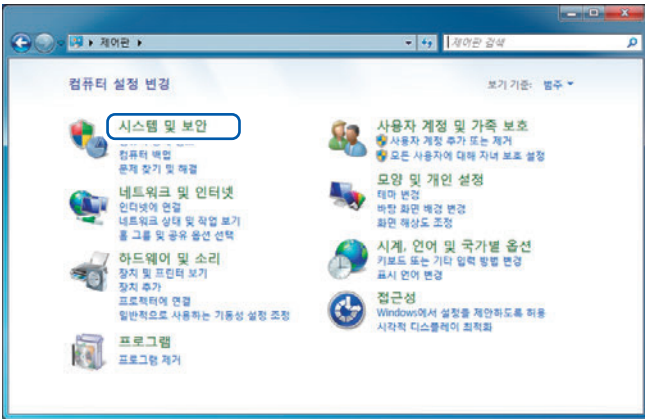 제어판
제어판 검색
컴퓨터 설정 변경
보기 기준: 범주
시스템 및 보안
컴퓨터 백업
문제 찾기 및 해결
네트워크 및 인터넷
인터넷에 연결
네트워크 상태 및 작업 보기
홈 그룹 및 공유 옵션 선택
하드웨어 및 소리
장치 및 프린터 보기
장치 추가
프로젝터에 연결
일반적으로 사용하는 기동성 설정 조정
프로그램
프로그램 제거
사용자 계정 및 가족 보호
사용자 계정 추가 또는 제거
모든 사용자에 대해 자녀 보호 설정
모양 및 개인 설정
테마 변경
바탕 화면 배경 변경
화면 해상도 조정
시계, 언어 및 국가별 옵션
키보드 또는 기타 입력 방법 변경
표시 언어 변경
접근성
Windows에서 설정을 제안하도록 허용
시각적 디스플레이 최적화